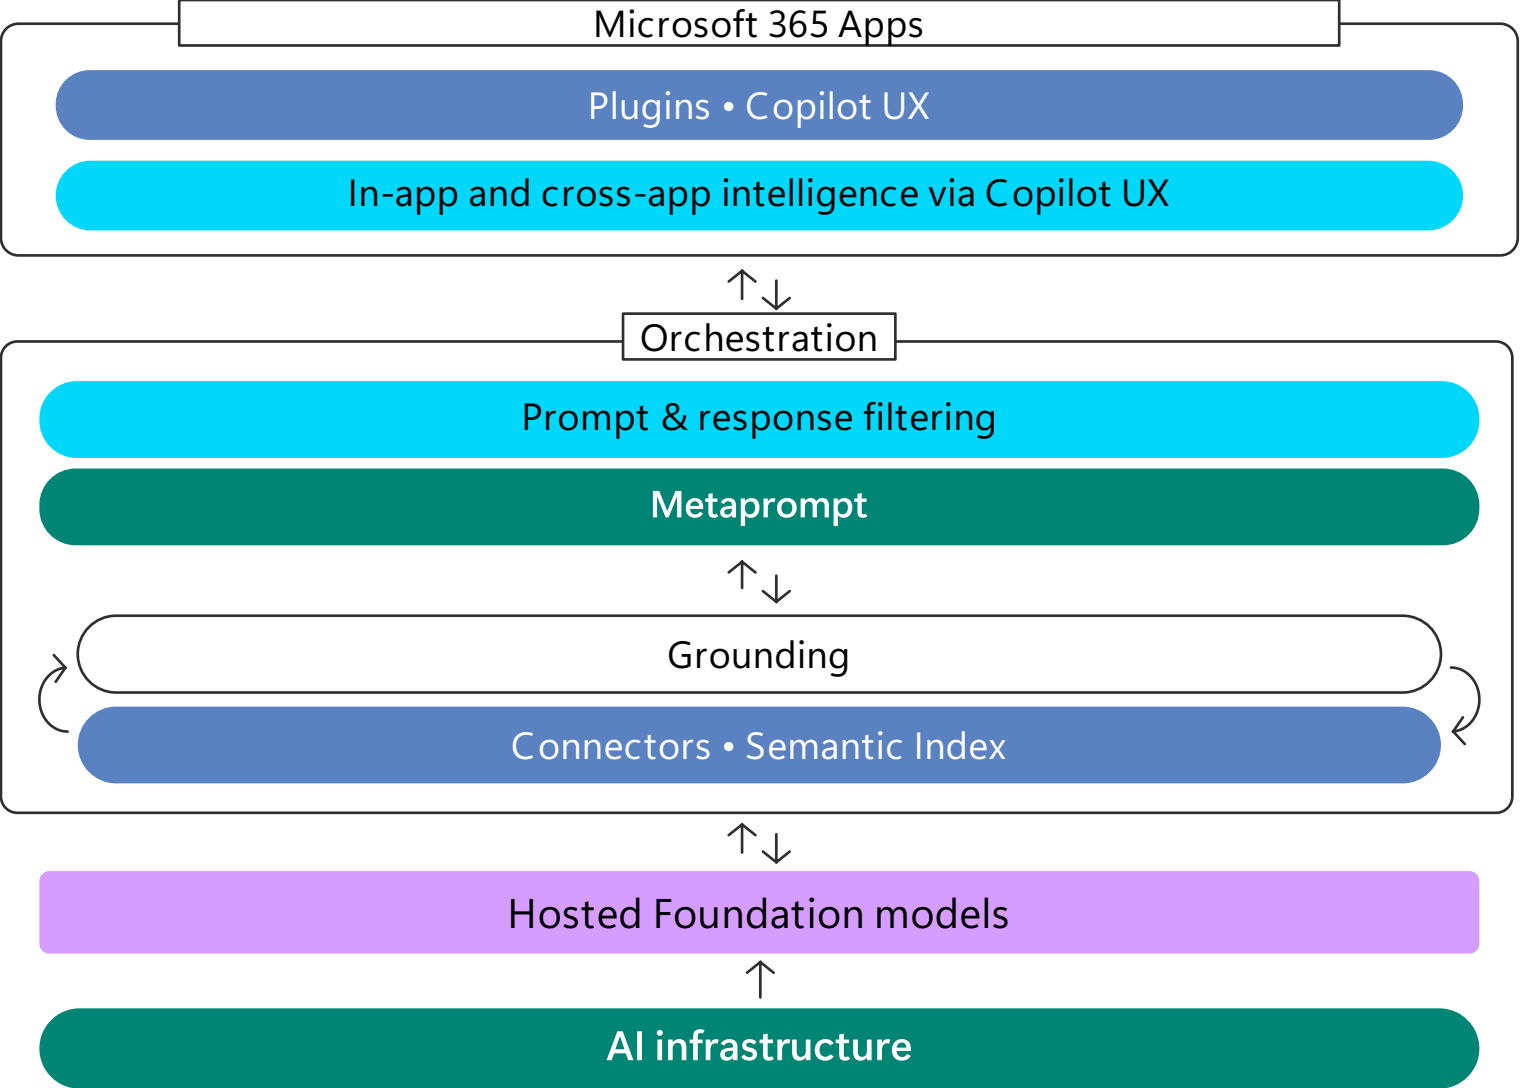 Microsoft 365 Apps
Plugins • Copilot UX
In-app and cross-app intelligence via Copilot UX
Orchestration
Prompt & response filtering
Metaprompt
Grounding
Connectors • Semantic Index
Hosted Foundation models
AI infrastructure